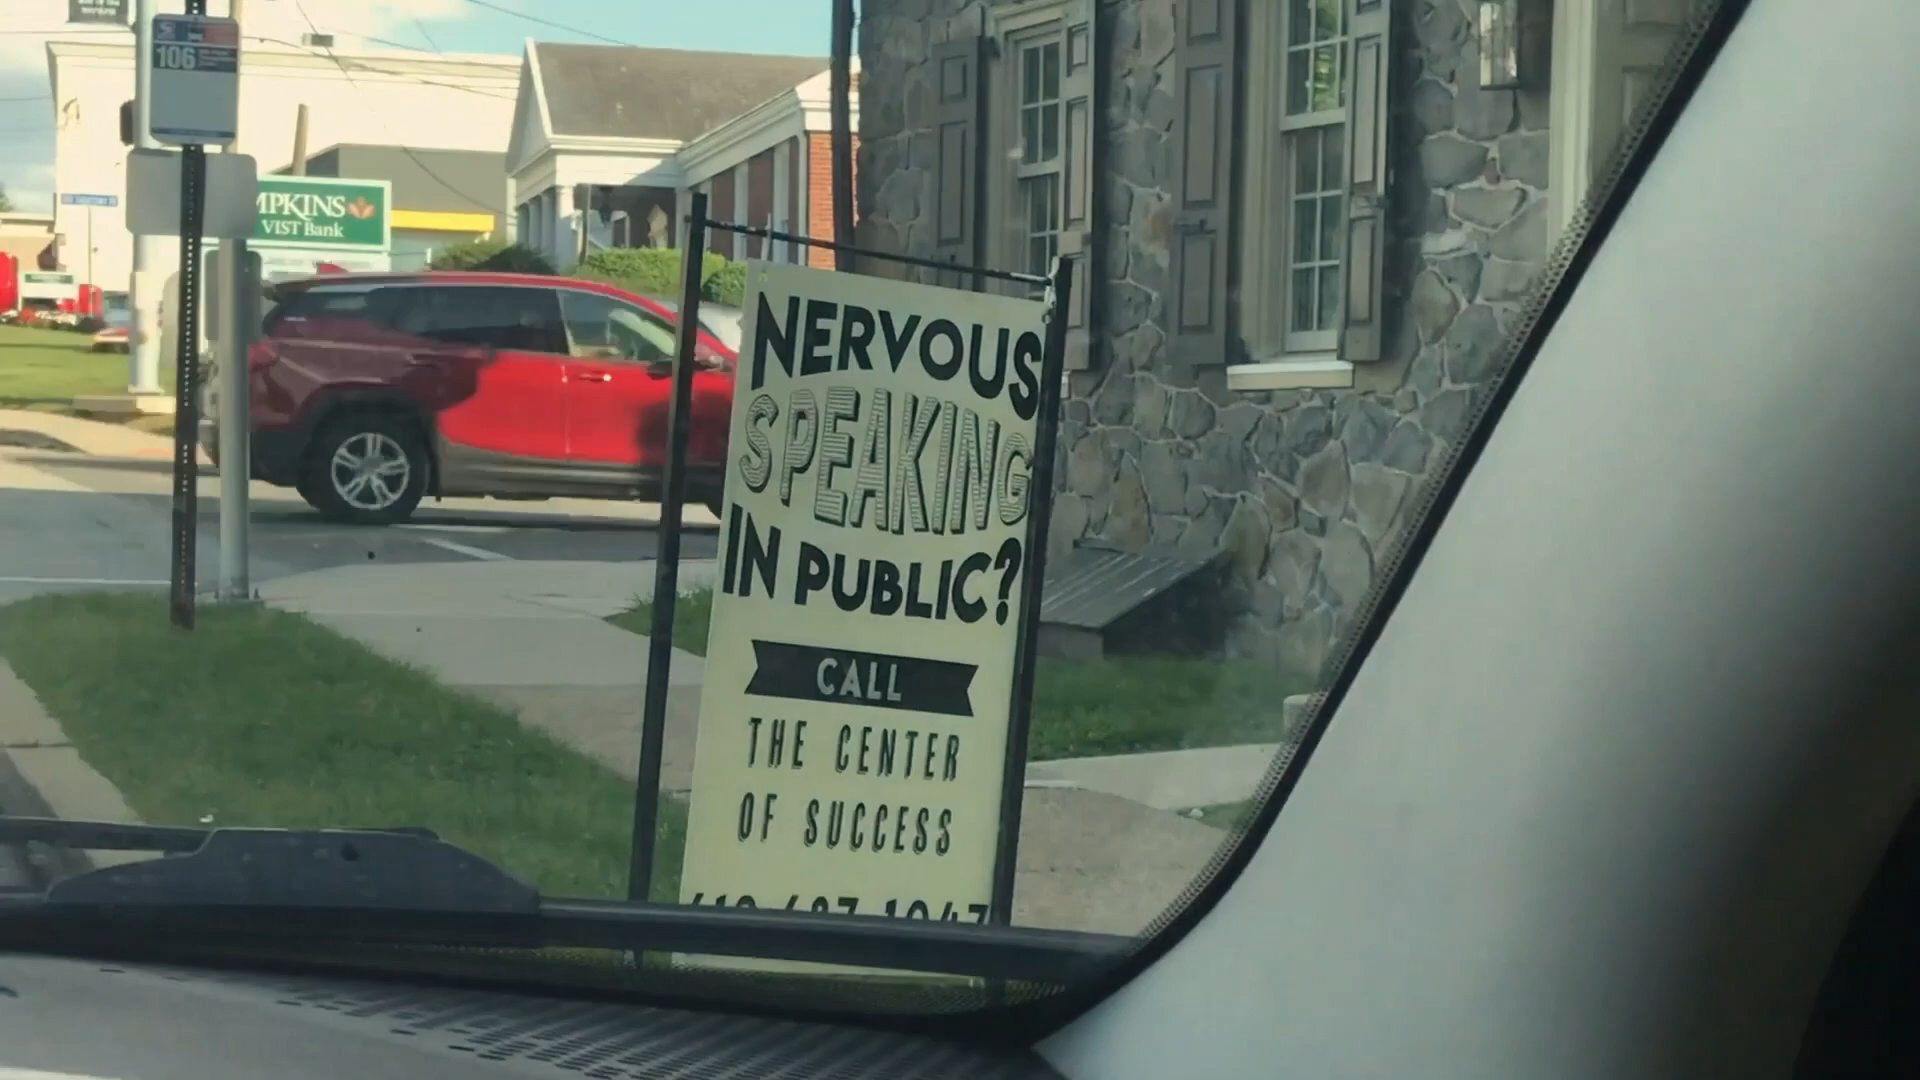 106
MPKINS
VIST Bank
NERVOUS
SPEAKING
IN PUBLIC?
CALL
THE CENTER
OF SUCCESS